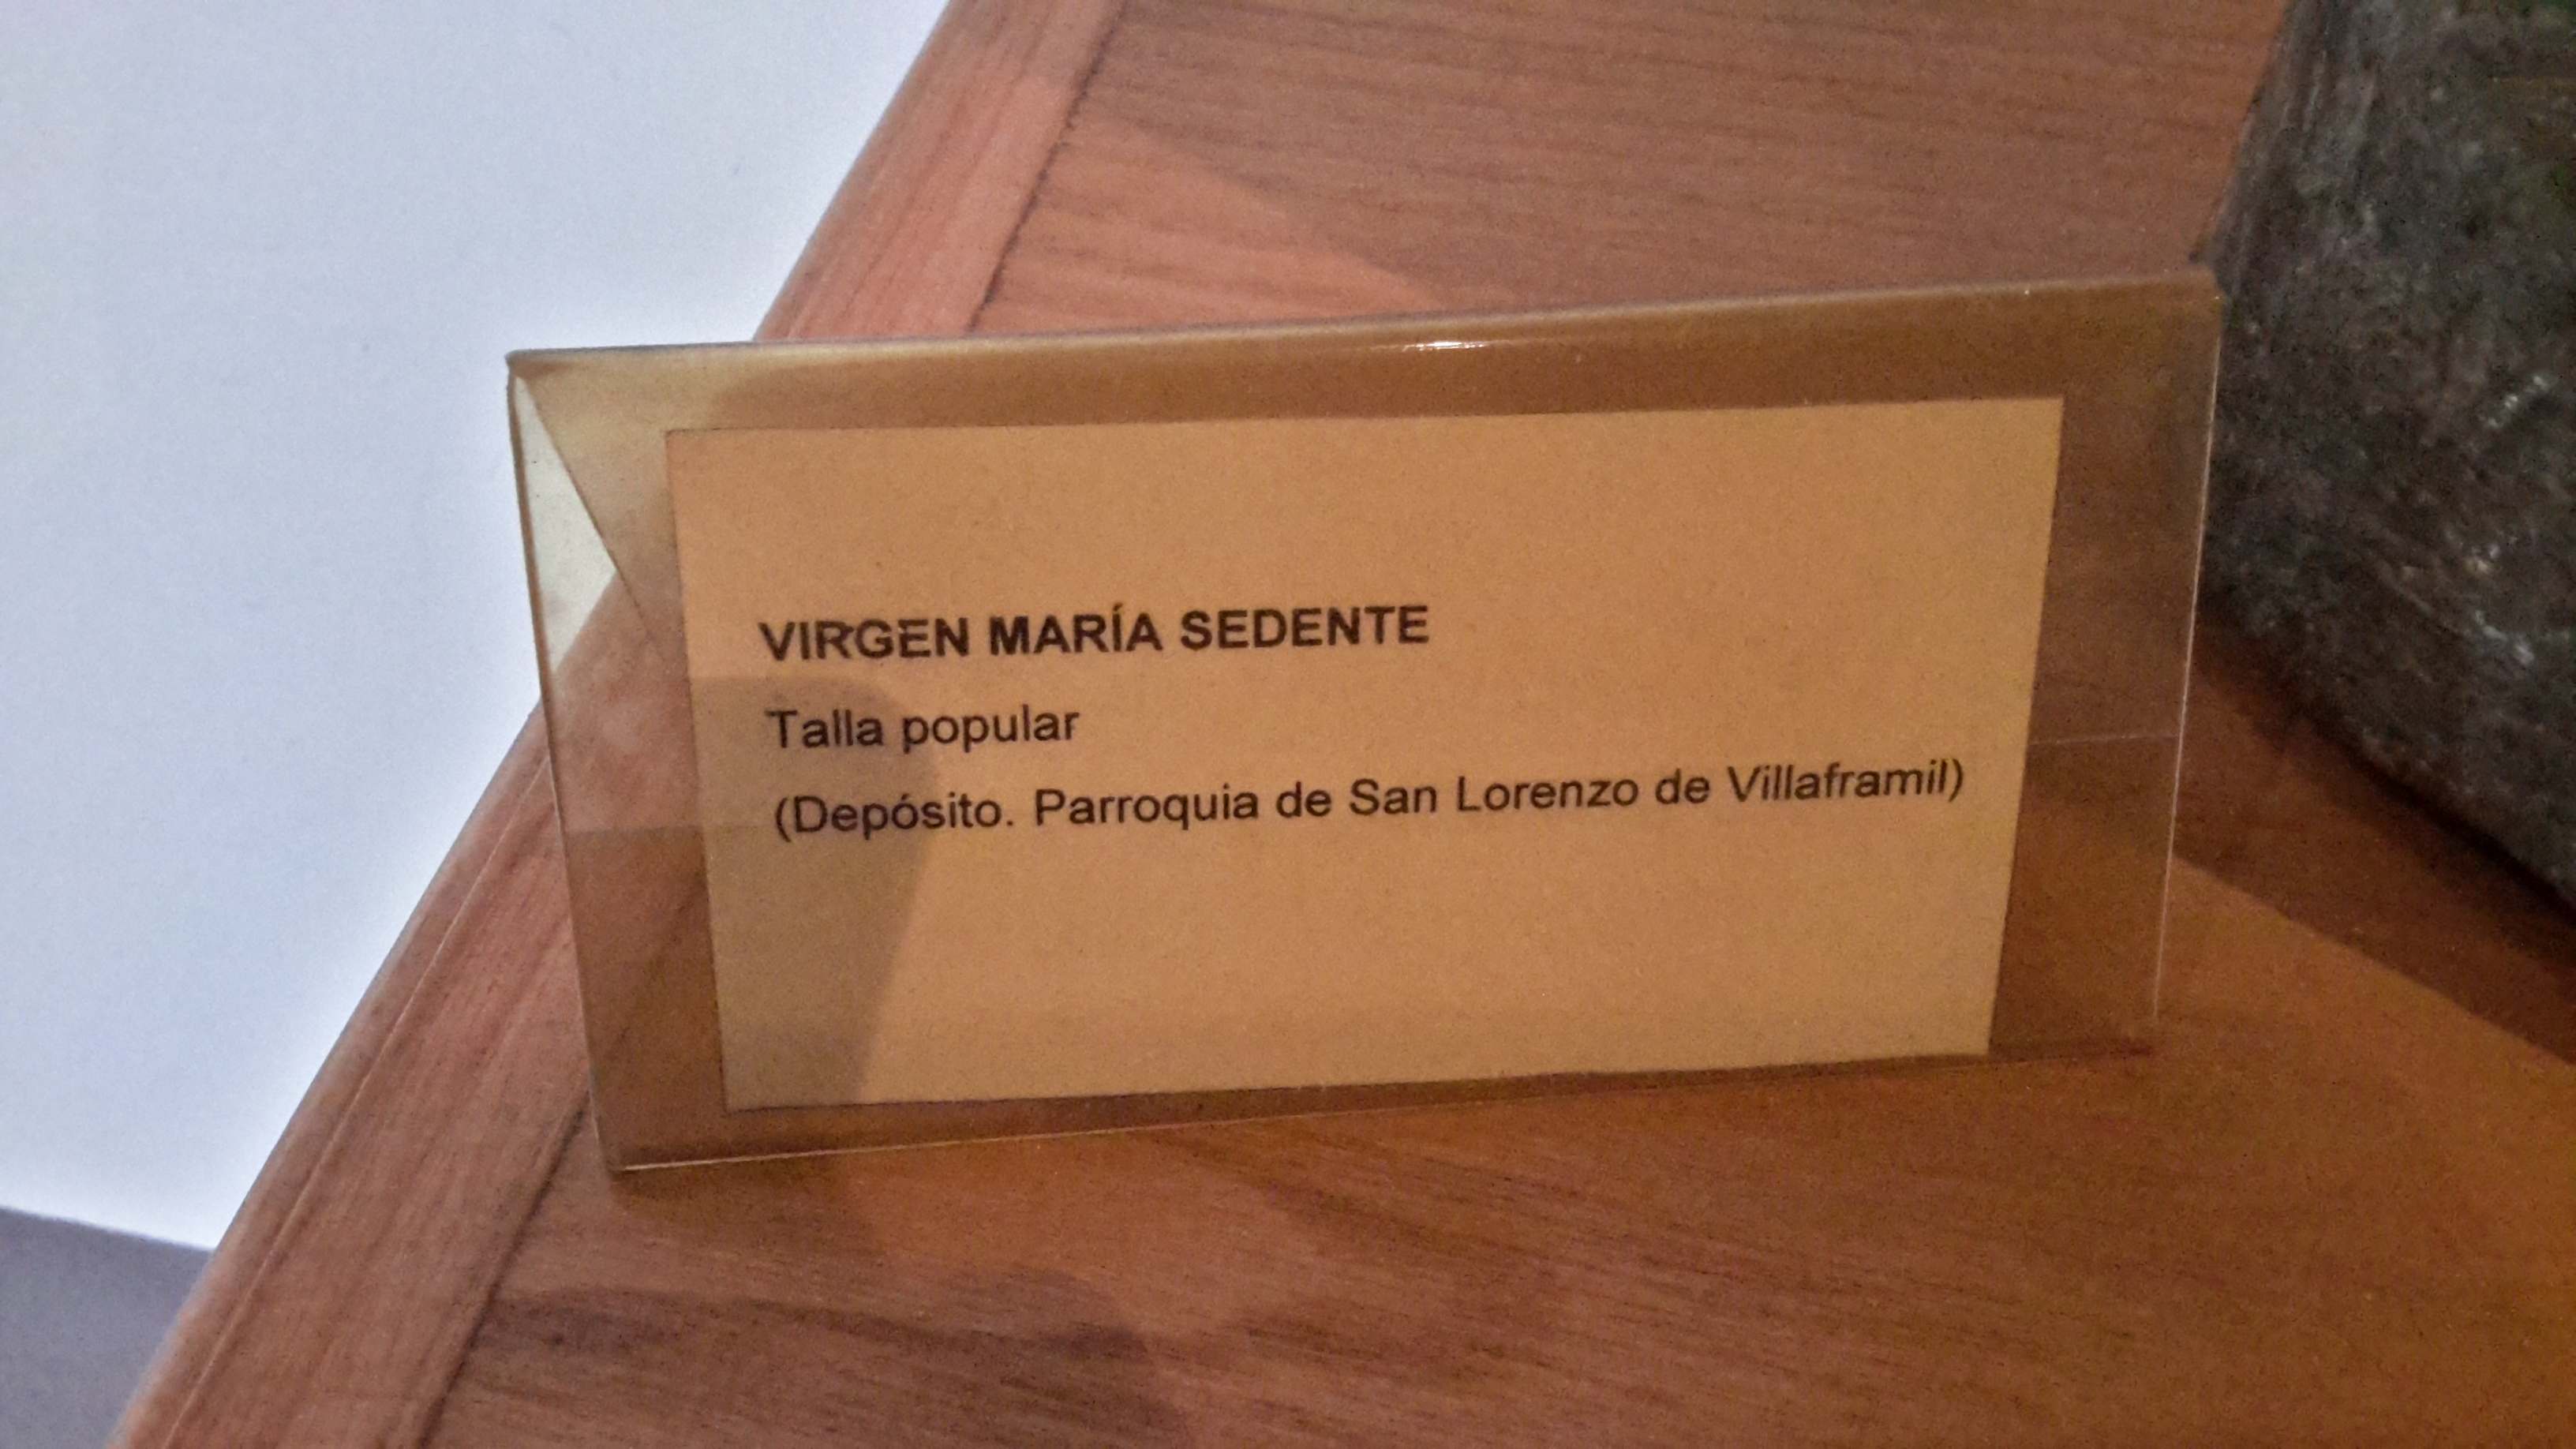 VIRGEN MARÍA SEDENTE
Talla popular
(Depósito. Parroquia de San Lorenzo de Villaframil)